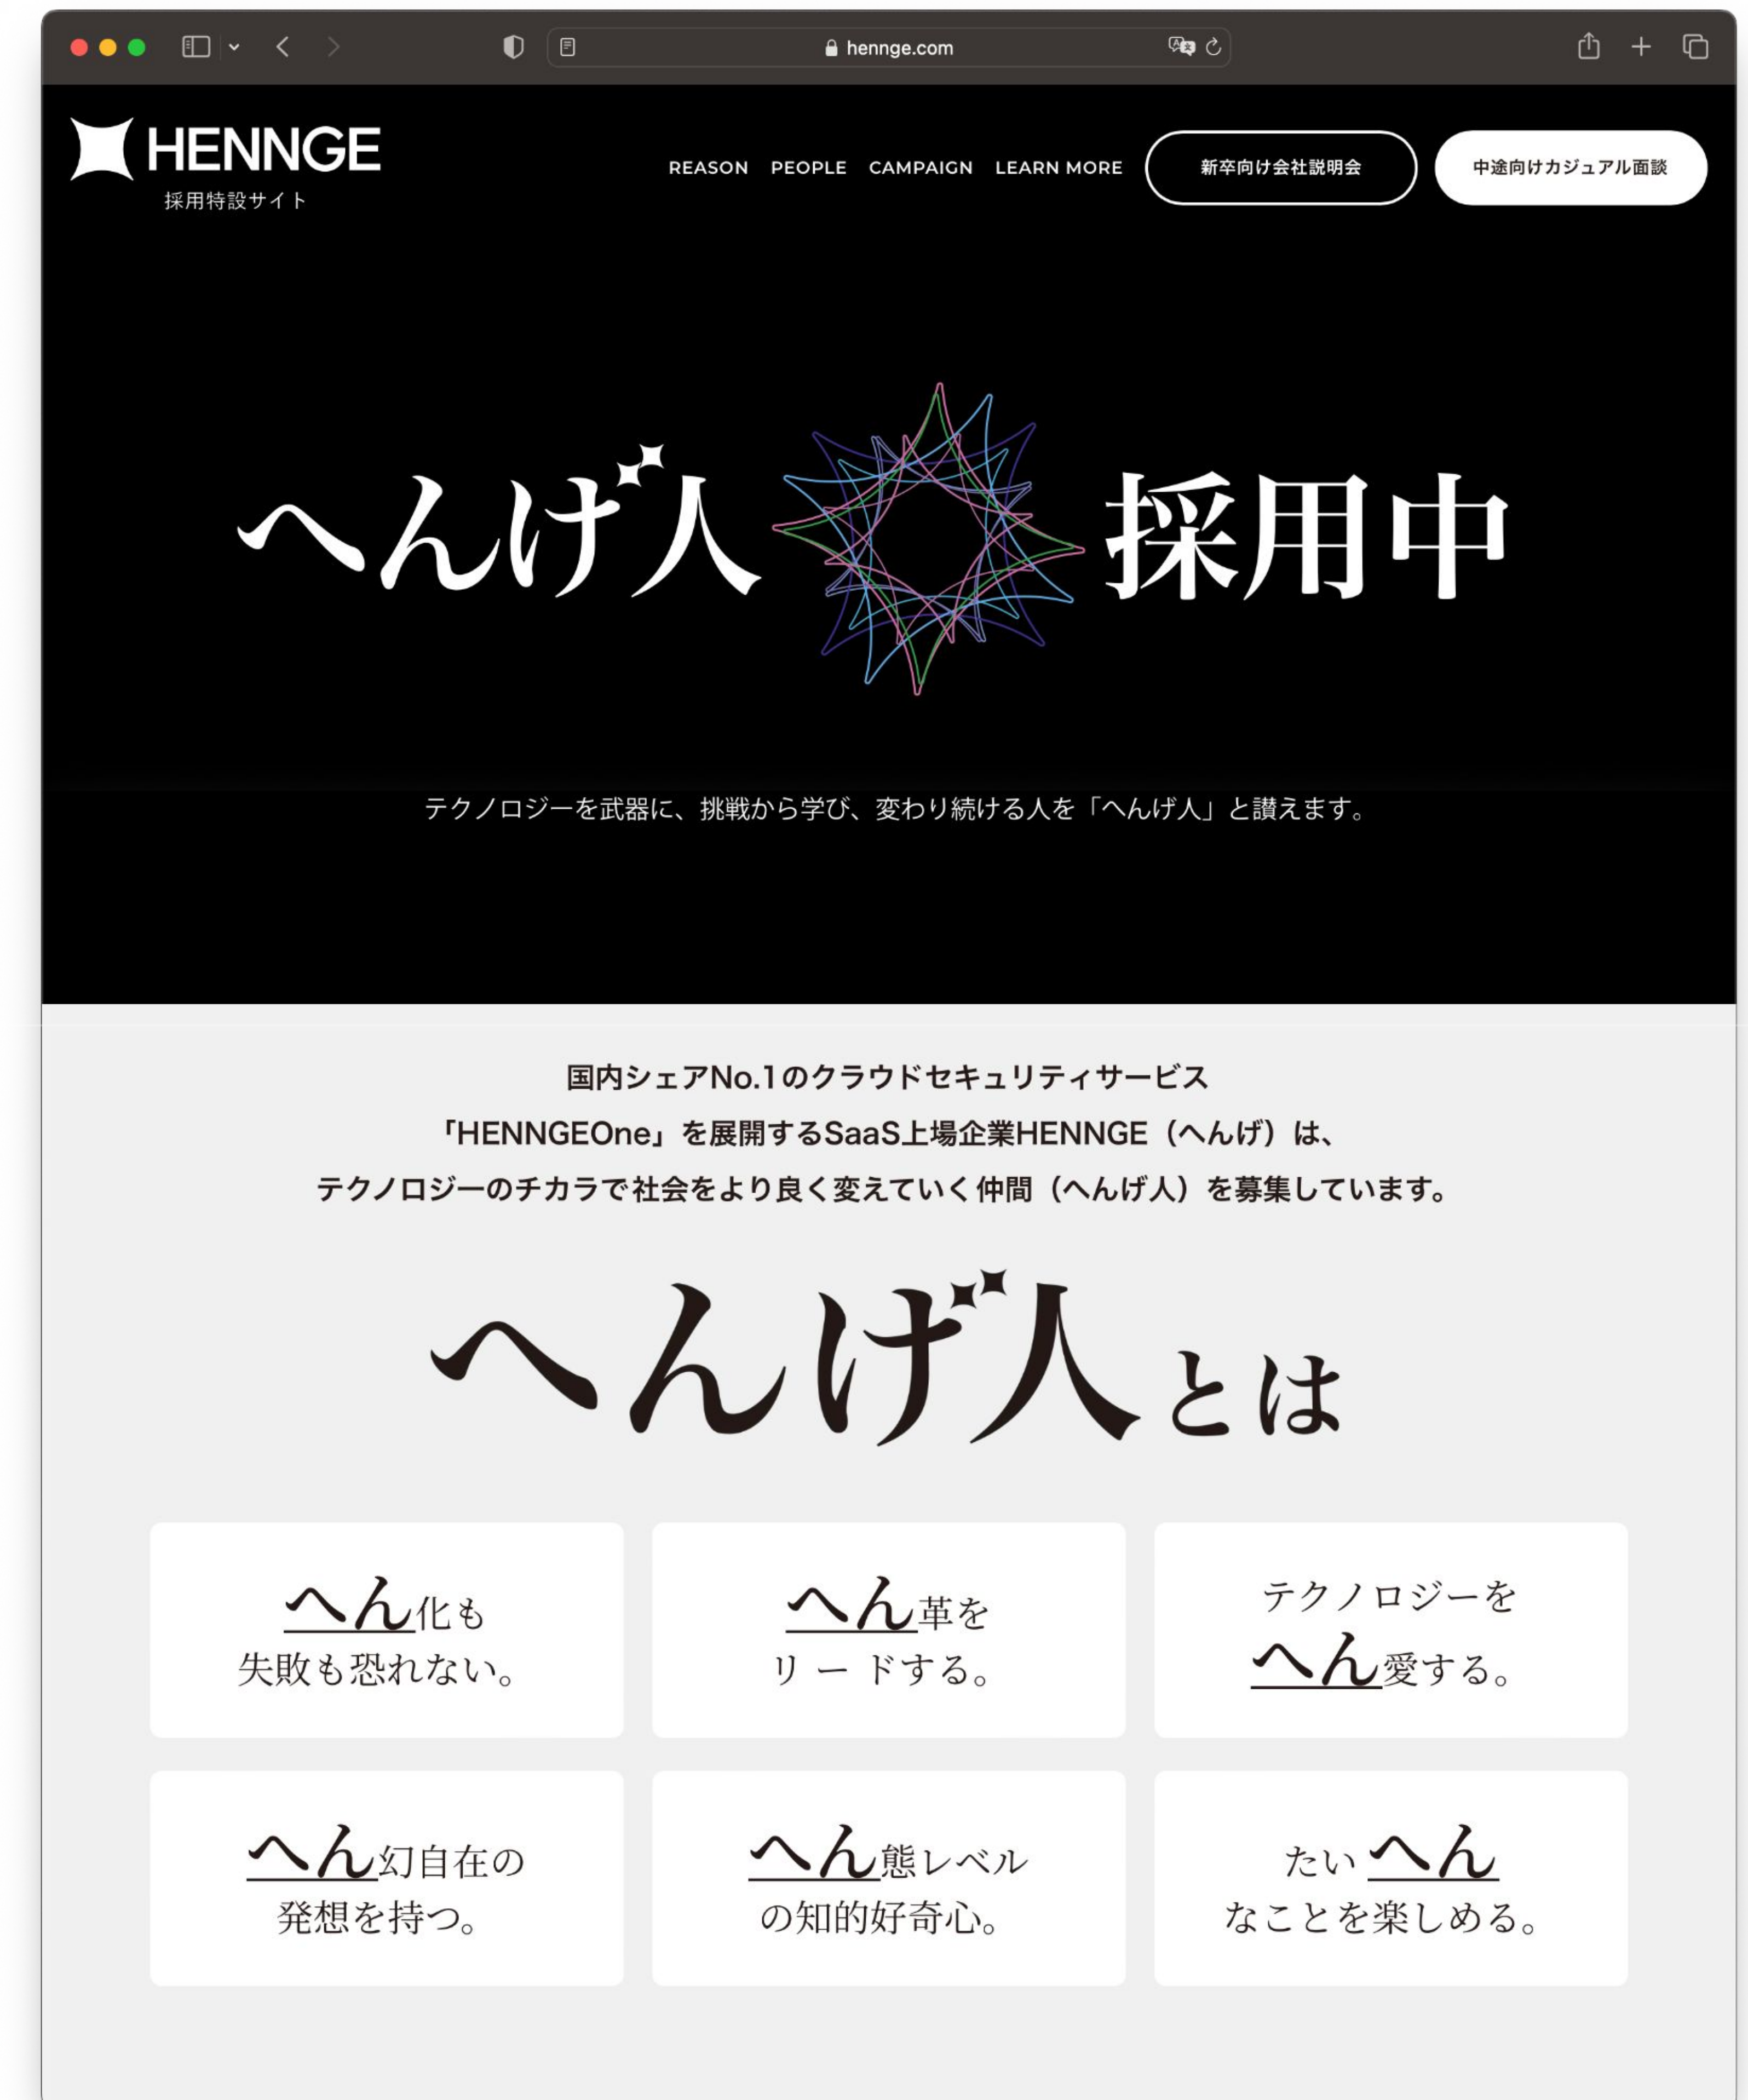 hennge.com
HENNGE
採用特設サイト
REASON PEOPLE CAMPAIGN LEARN MORE 新卒向け会社説明会 中途向けカジュアル面談
へんげ人 採用中
テクノロジーを武器に、挑戦から学び、変わり続ける人を「へんげ人」と讃えます。
国内シェアNo.1のクラウドセキュリティサービス
「HENNGEOne」を展開するSaaS上場企業HENNGE（へんげ）は、
テクノロジーのチカラで社会をより良く変えていく仲間（へんげ人）を募集しています。
へんげ人とは
へん化も
失敗も恐れない。
へん革を
リードする。
テクノロジーを
へん愛する。
へん幻自在の
発想を持つ。
へん態レベル
の知的好奇心。
たいへん
なことを楽しめる。